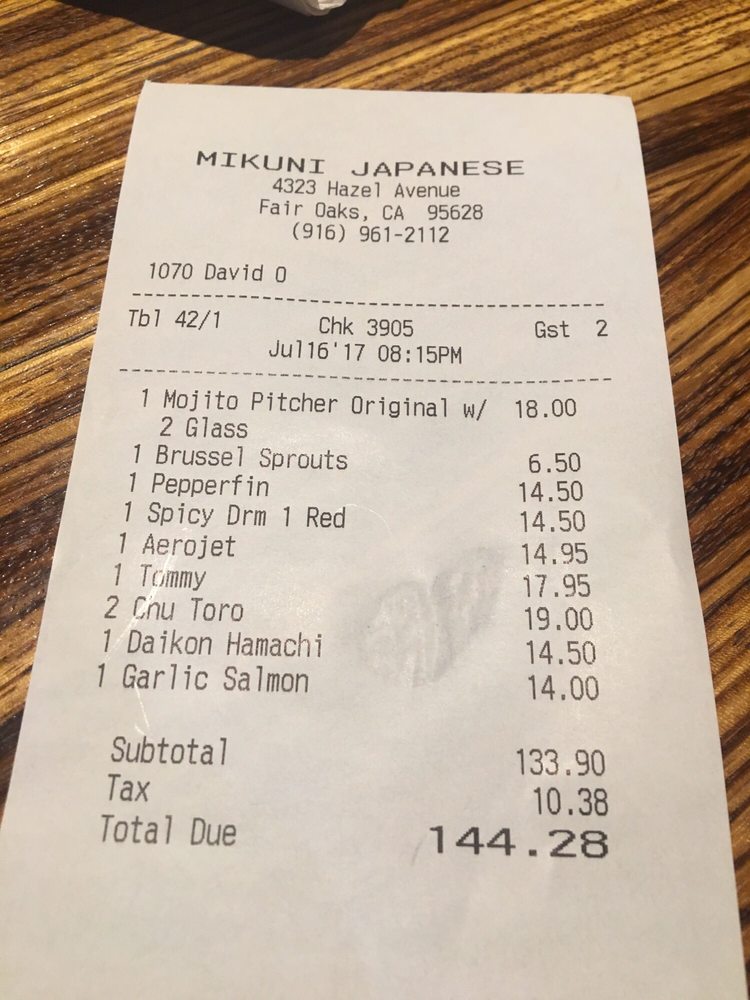 MIKUNI JAPANESE
4323 Hazel Avenue
Fair Oaks, CA 95628
(916) 961-2112
1070 David O
Tbl 42/1 Chk 3905 Gst 2
Jul16'17 08:15PM
1 Mojito Pitcher Original w/ 18.00
2 Glass
1 Brussel Sprouts 6.50
1 Pepperfin 14.50
1 Spicy Drm 1 Red 14.50
1 Aerojet 14.95
1 Tommy 17.95
2 Chu Toro 19.00
1 Daikon Hamachi 14.50
1 Garlic Salmon 14.00
Subtotal 133.90
Tax 10.38
Total Due 144.28